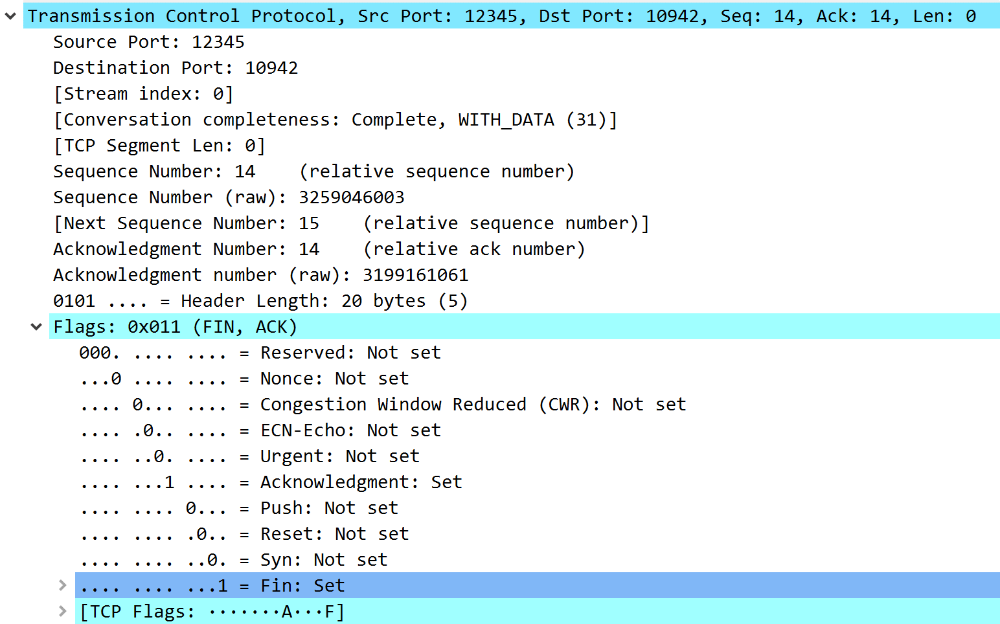 Transmission Control Protocol, Src Port: 12345, Dst Port: 10942, Seq: 14, Ack: 14, Len: 0
Source Port: 12345
Destination Port: 10942
[Stream index: 0]
[Conversation completeness: Complete, WITH_DATA (31)]
[TCP Segment Len: 0]
Sequence Number: 14    (relative sequence number)
Sequence Number (raw): 3259046003
[Next Sequence Number: 15    (relative sequence number)]
Acknowledgment Number: 14    (relative ack number)
Acknowledgment number (raw): 3199161061
0101 .... = Header Length: 20 bytes (5)
Flags: 0x011 (FIN, ACK)
000. .... .... = Reserved: Not set
...0 .... .... = Nonce: Not set
.... 0... .... = Congestion Window Reduced (CWR): Not set
.... .0.. .... = ECN-Echo: Not set
.... ..0. .... = Urgent: Not set
.... ...1 .... = Acknowledgment: Set
.... .... 0... = Push: Not set
.... .... .0.. = Reset: Not set
.... .... ..0. = Syn: Not set
.... .... ...1 = Fin: Set
[TCP Flags: ·······A···F]